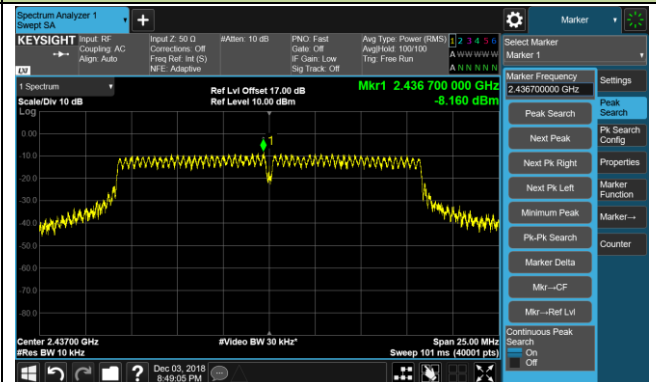 Spectrum Analyzer 1
Swept SA
Marker
KEYSIGHT
Input: RF
Coupling: AC
Align: Auto
Input Z: 50 Ω
Corrections: Off
Freq Ref: Int (S)
NFE: Adaptive
#Atten: 10 dB
PNO: Fast
Gate: Off
IF Gain: Low
Sig Track: Off
Avg Type: Power (RMS)
Avg|Hold: 100/100
Trig: Free Run
1 2 3 4 5 6
A W W W W W
A N N N N N
LXI
Select Marker
Marker 1
1 Spectrum
Scale/Div 10 dB
Log
Ref Lvl Offset 17.00 dB
Ref Level 10.00 dBm
Mkr1 2.436 700 000 GHz
-8.160 dBm
Marker Frequency
2.436700000 GHz
Peak Search
Next Peak
Next Pk Right
Next Pk Left
Minimum Peak
Pk-Pk Search
Marker Delta
Mkr→CF
Mkr→Ref Lvl
Continuous Peak Search
On
Off
Settings
Peak Search
Pk Search Config
Properties
Marker Function
Marker→
Counter
0.00
-10.0
-20.0
-30.0
-40.0
-50.0
-60.0
-70.0
-80.0
1
Center 2.43700 GHz
#Res BW 10 kHz
#Video BW 30 kHz*
Span 25.00 MHz
Sweep 101 ms (40001 pts)
Dec 03, 2018
8:49:05 PM